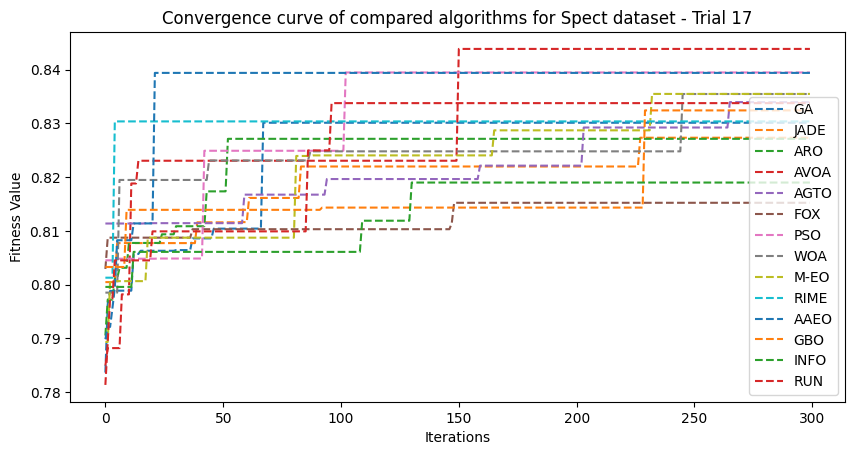 Convergence curve of compared algorithms for Spect dataset - Trial 17
Fitness Value
0.84
0.83
0.82
0.81
0.80
0.79
0.78
0
50
100
150
200
250
300
Iterations
GA
JADE
ARO
AVOA
AGTO
FOX
PSO
WOA
M-EO
RIME
AAEO
GBO
INFO
RUN